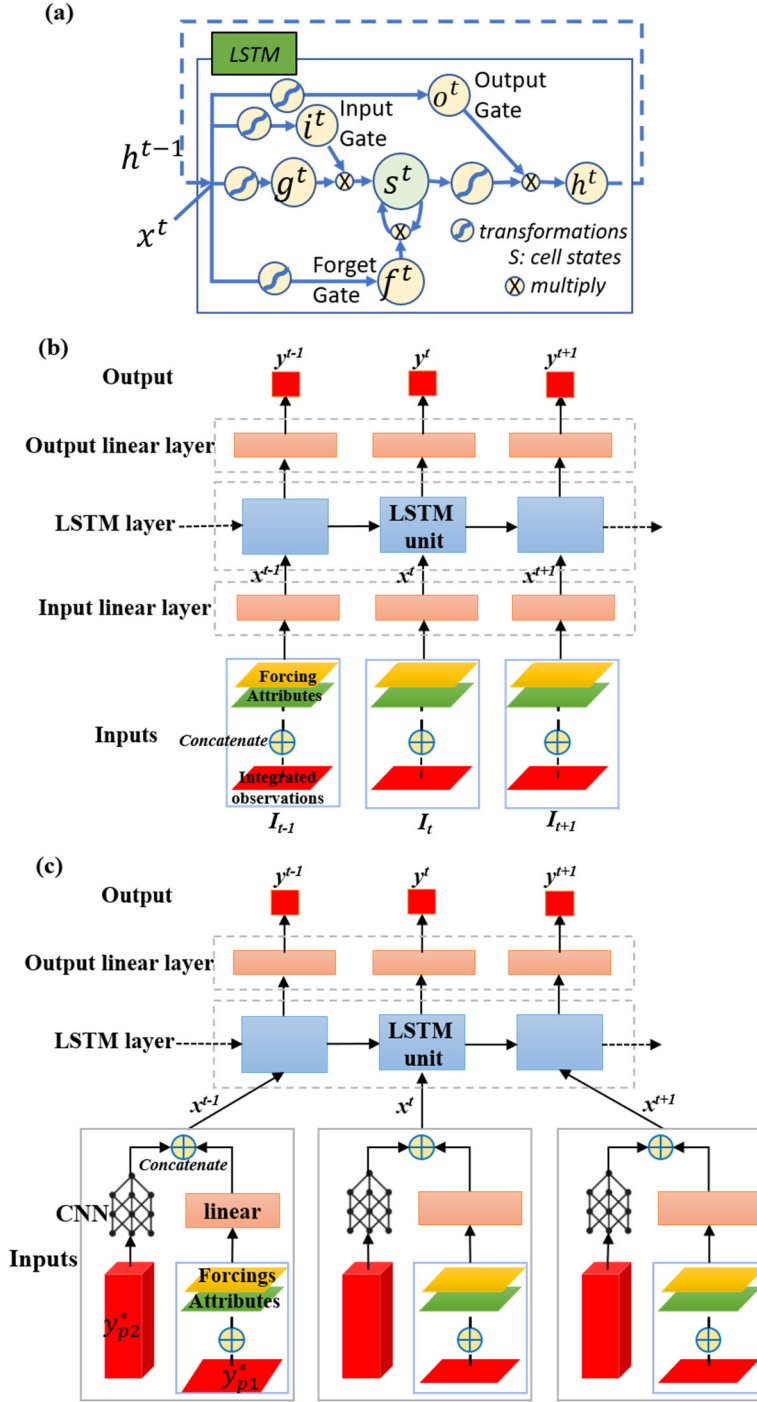 (a)
LSTM
o^t
Output
Gate
i^t
Input
Gate
h^{t-1}
g^t
s^t
h^t
x^t
transformations
S: cell states
multiply
Forget
Gate
f^t
(b)
y^{t-1}
y^t
y^{t+1}
Output
Output linear layer
LSTM layer
LSTM
unit
x^{t-1}
x^t
x^{t+1}
Input linear layer
Forcing
Attributes
Inputs
Concatenate
Integrated
observations
I_{t-1}
I_t
I_{t+1}
(c)
y^{t-1}
y^t
y^{t+1}
Output
Output linear layer
LSTM layer
LSTM
unit
x^{t-1}
x^t
x^{t+1}
Concatenate
CNN
linear
Inputs
Forcings
Attributes
y^*_{p2}
y^*_{p1}